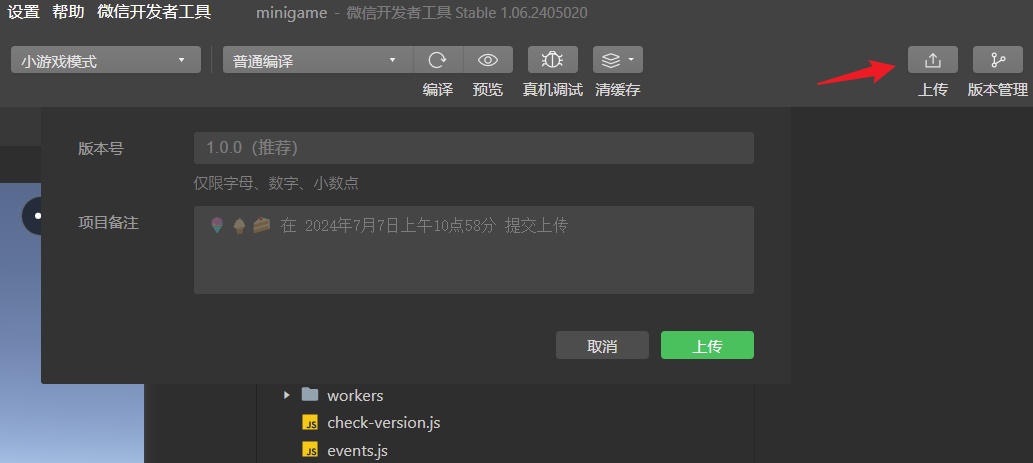 设置 帮助 微信开发者工具 minigame - 微信开发者工具 Stable 1.06.2405020
小游戏模式 普通编译
编译 预览 真机调试 清缓存 上传 版本管理
版本号 1.0.0（推荐）
仅限字母、数字、小数点
项目备注 🍧🍦🍰 在 2024年7月7日上午10点58分 提交上传
取消 上传
workers
JS check-version.js
JS events.js